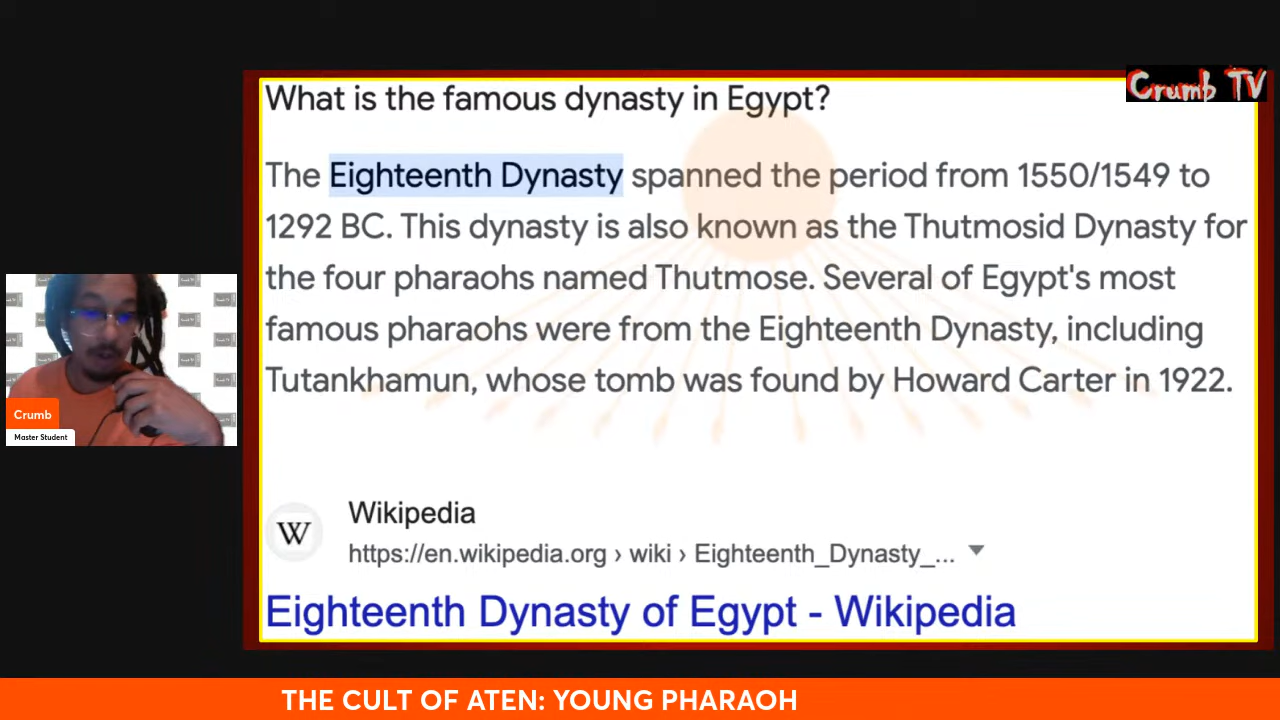 Crumb TV
What is the famous dynasty in Egypt?
The Eighteenth Dynasty spanned the period from 1550/1549 to
1292 BC. This dynasty is also known as the Thutmosid Dynasty for
the four pharaohs named Thutmose. Several of Egypt's most
famous pharaohs were from the Eighteenth Dynasty, including
Tutankhamun, whose tomb was found by Howard Carter in 1922.
W
Wikipedia
https://en.wikipedia.org › wiki › Eighteenth_Dynasty_...
Eighteenth Dynasty of Egypt - Wikipedia
Crumb
Master Student
THE CULT OF ATEN: YOUNG PHARAOH